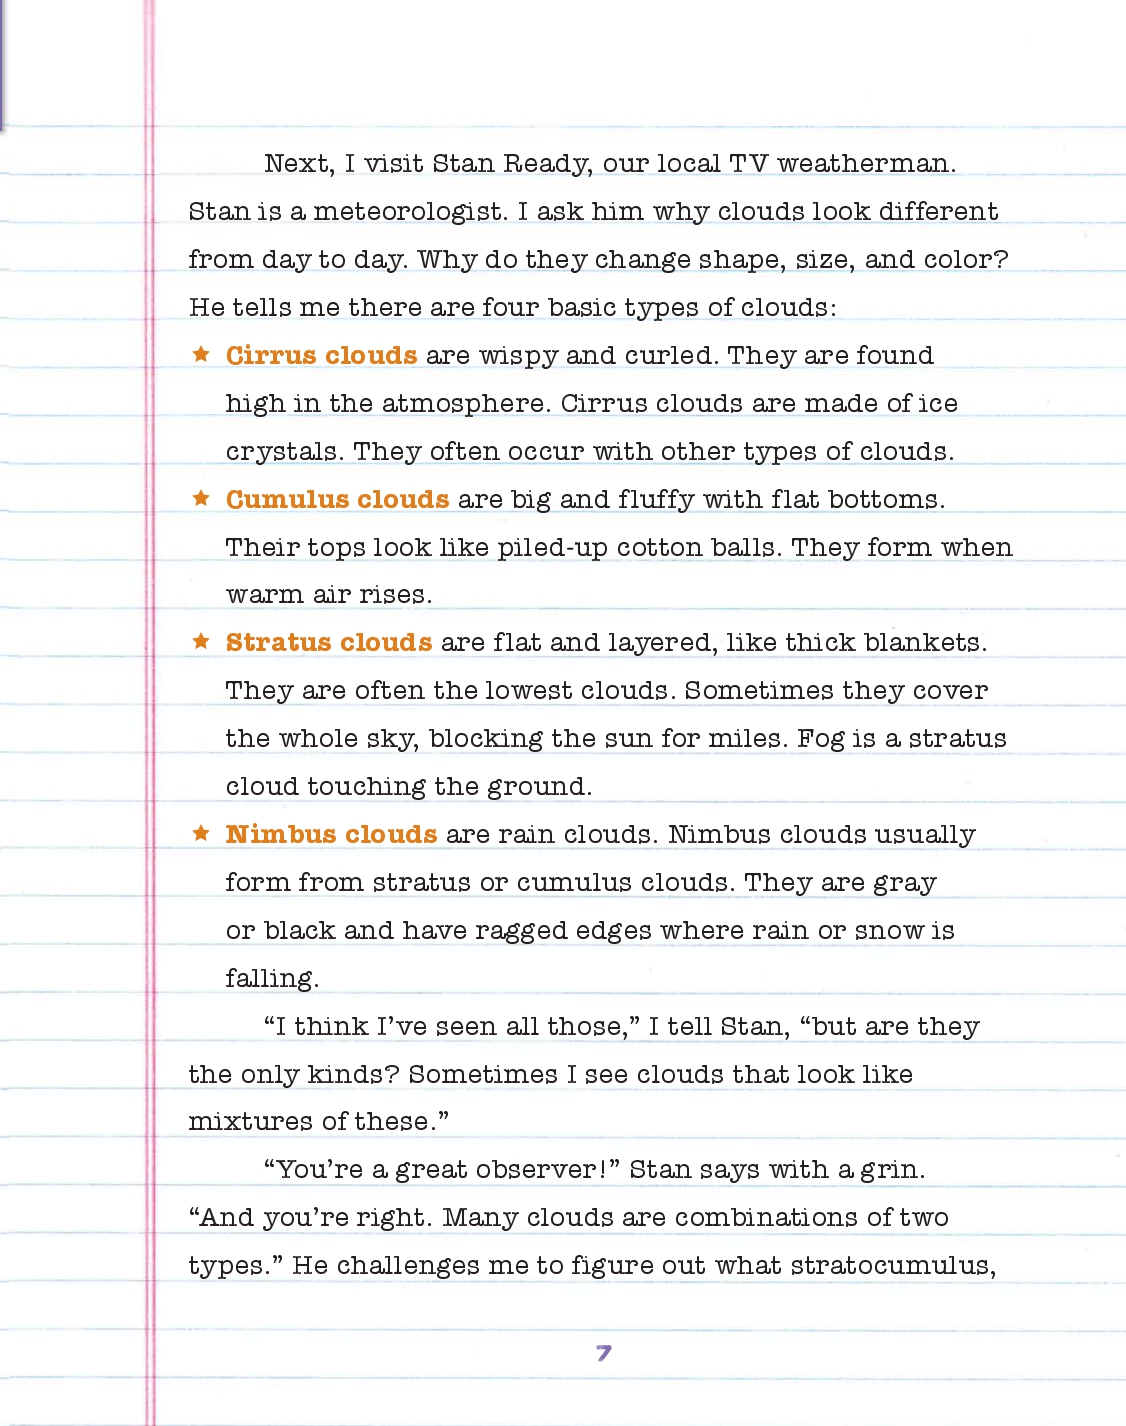 Next, I visit Stan Ready, our local TV weatherman.
Stan is a meteorologist. I ask him why clouds look different
from day to day. Why do they change shape, size, and color?
He tells me there are four basic types of clouds:
★ Cirrus clouds are wispy and curled. They are found
high in the atmosphere. Cirrus clouds are made of ice
crystals. They often occur with other types of clouds.
★ Cumulus clouds are big and fluffy with flat bottoms.
Their tops look like piled-up cotton balls. They form when
warm air rises.
★ Stratus clouds are flat and layered, like thick blankets.
They are often the lowest clouds. Sometimes they cover
the whole sky, blocking the sun for miles. Fog is a stratus
cloud touching the ground.
★ Nimbus clouds are rain clouds. Nimbus clouds usually
form from stratus or cumulus clouds. They are gray
or black and have ragged edges where rain or snow is
falling.
“I think I’ve seen all those,” I tell Stan, “but are they
the only kinds? Sometimes I see clouds that look like
mixtures of these.”
“You’re a great observer!” Stan says with a grin.
“And you’re right. Many clouds are combinations of two
types.” He challenges me to figure out what stratocumulus,
7